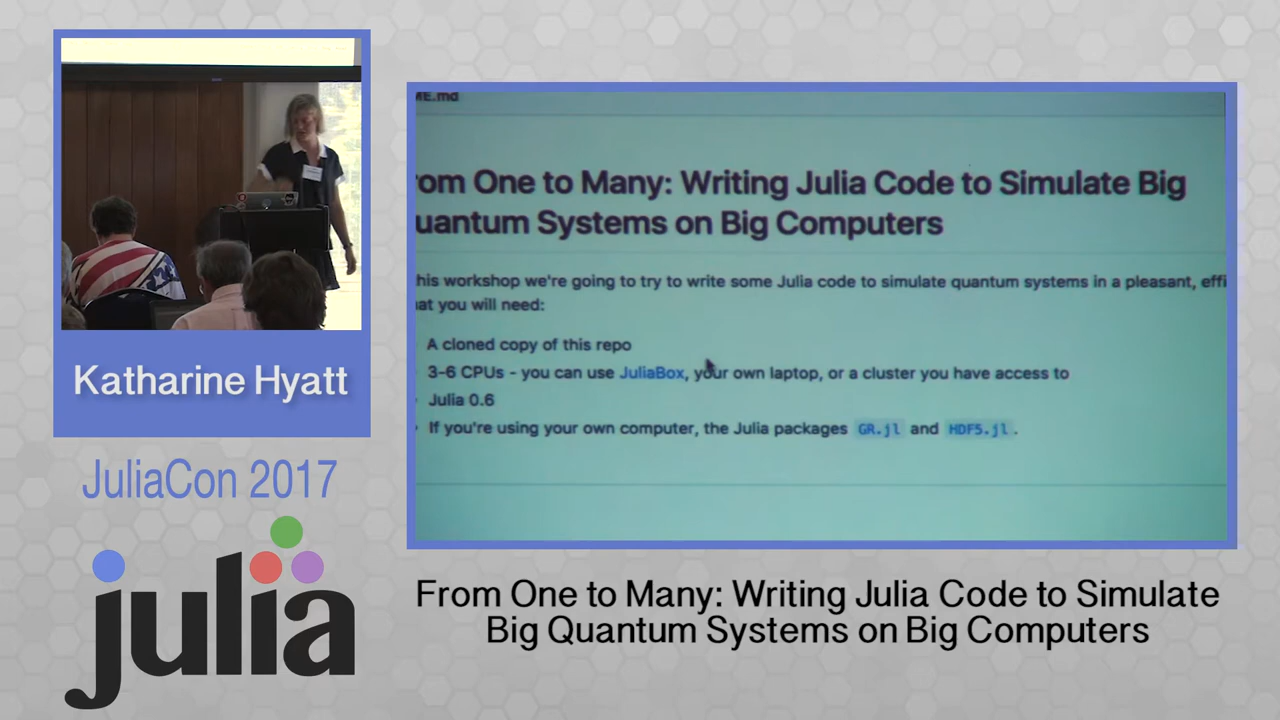 Katharine Hyatt
JuliaCon 2017
julia
ME.md
om One to Many: Writing Julia Code to Simulate Big
uantum Systems on Big Computers
his workshop we're going to try to write some Julia code to simulate quantum systems in a pleasant, effi
at you will need:
A cloned copy of this repo
3-6 CPUs - you can use JuliaBox, your own laptop, or a cluster you have access to
Julia 0.6
If you're using your own computer, the Julia packages GR.jl and HDF5.jl.
From One to Many: Writing Julia Code to Simulate
Big Quantum Systems on Big Computers